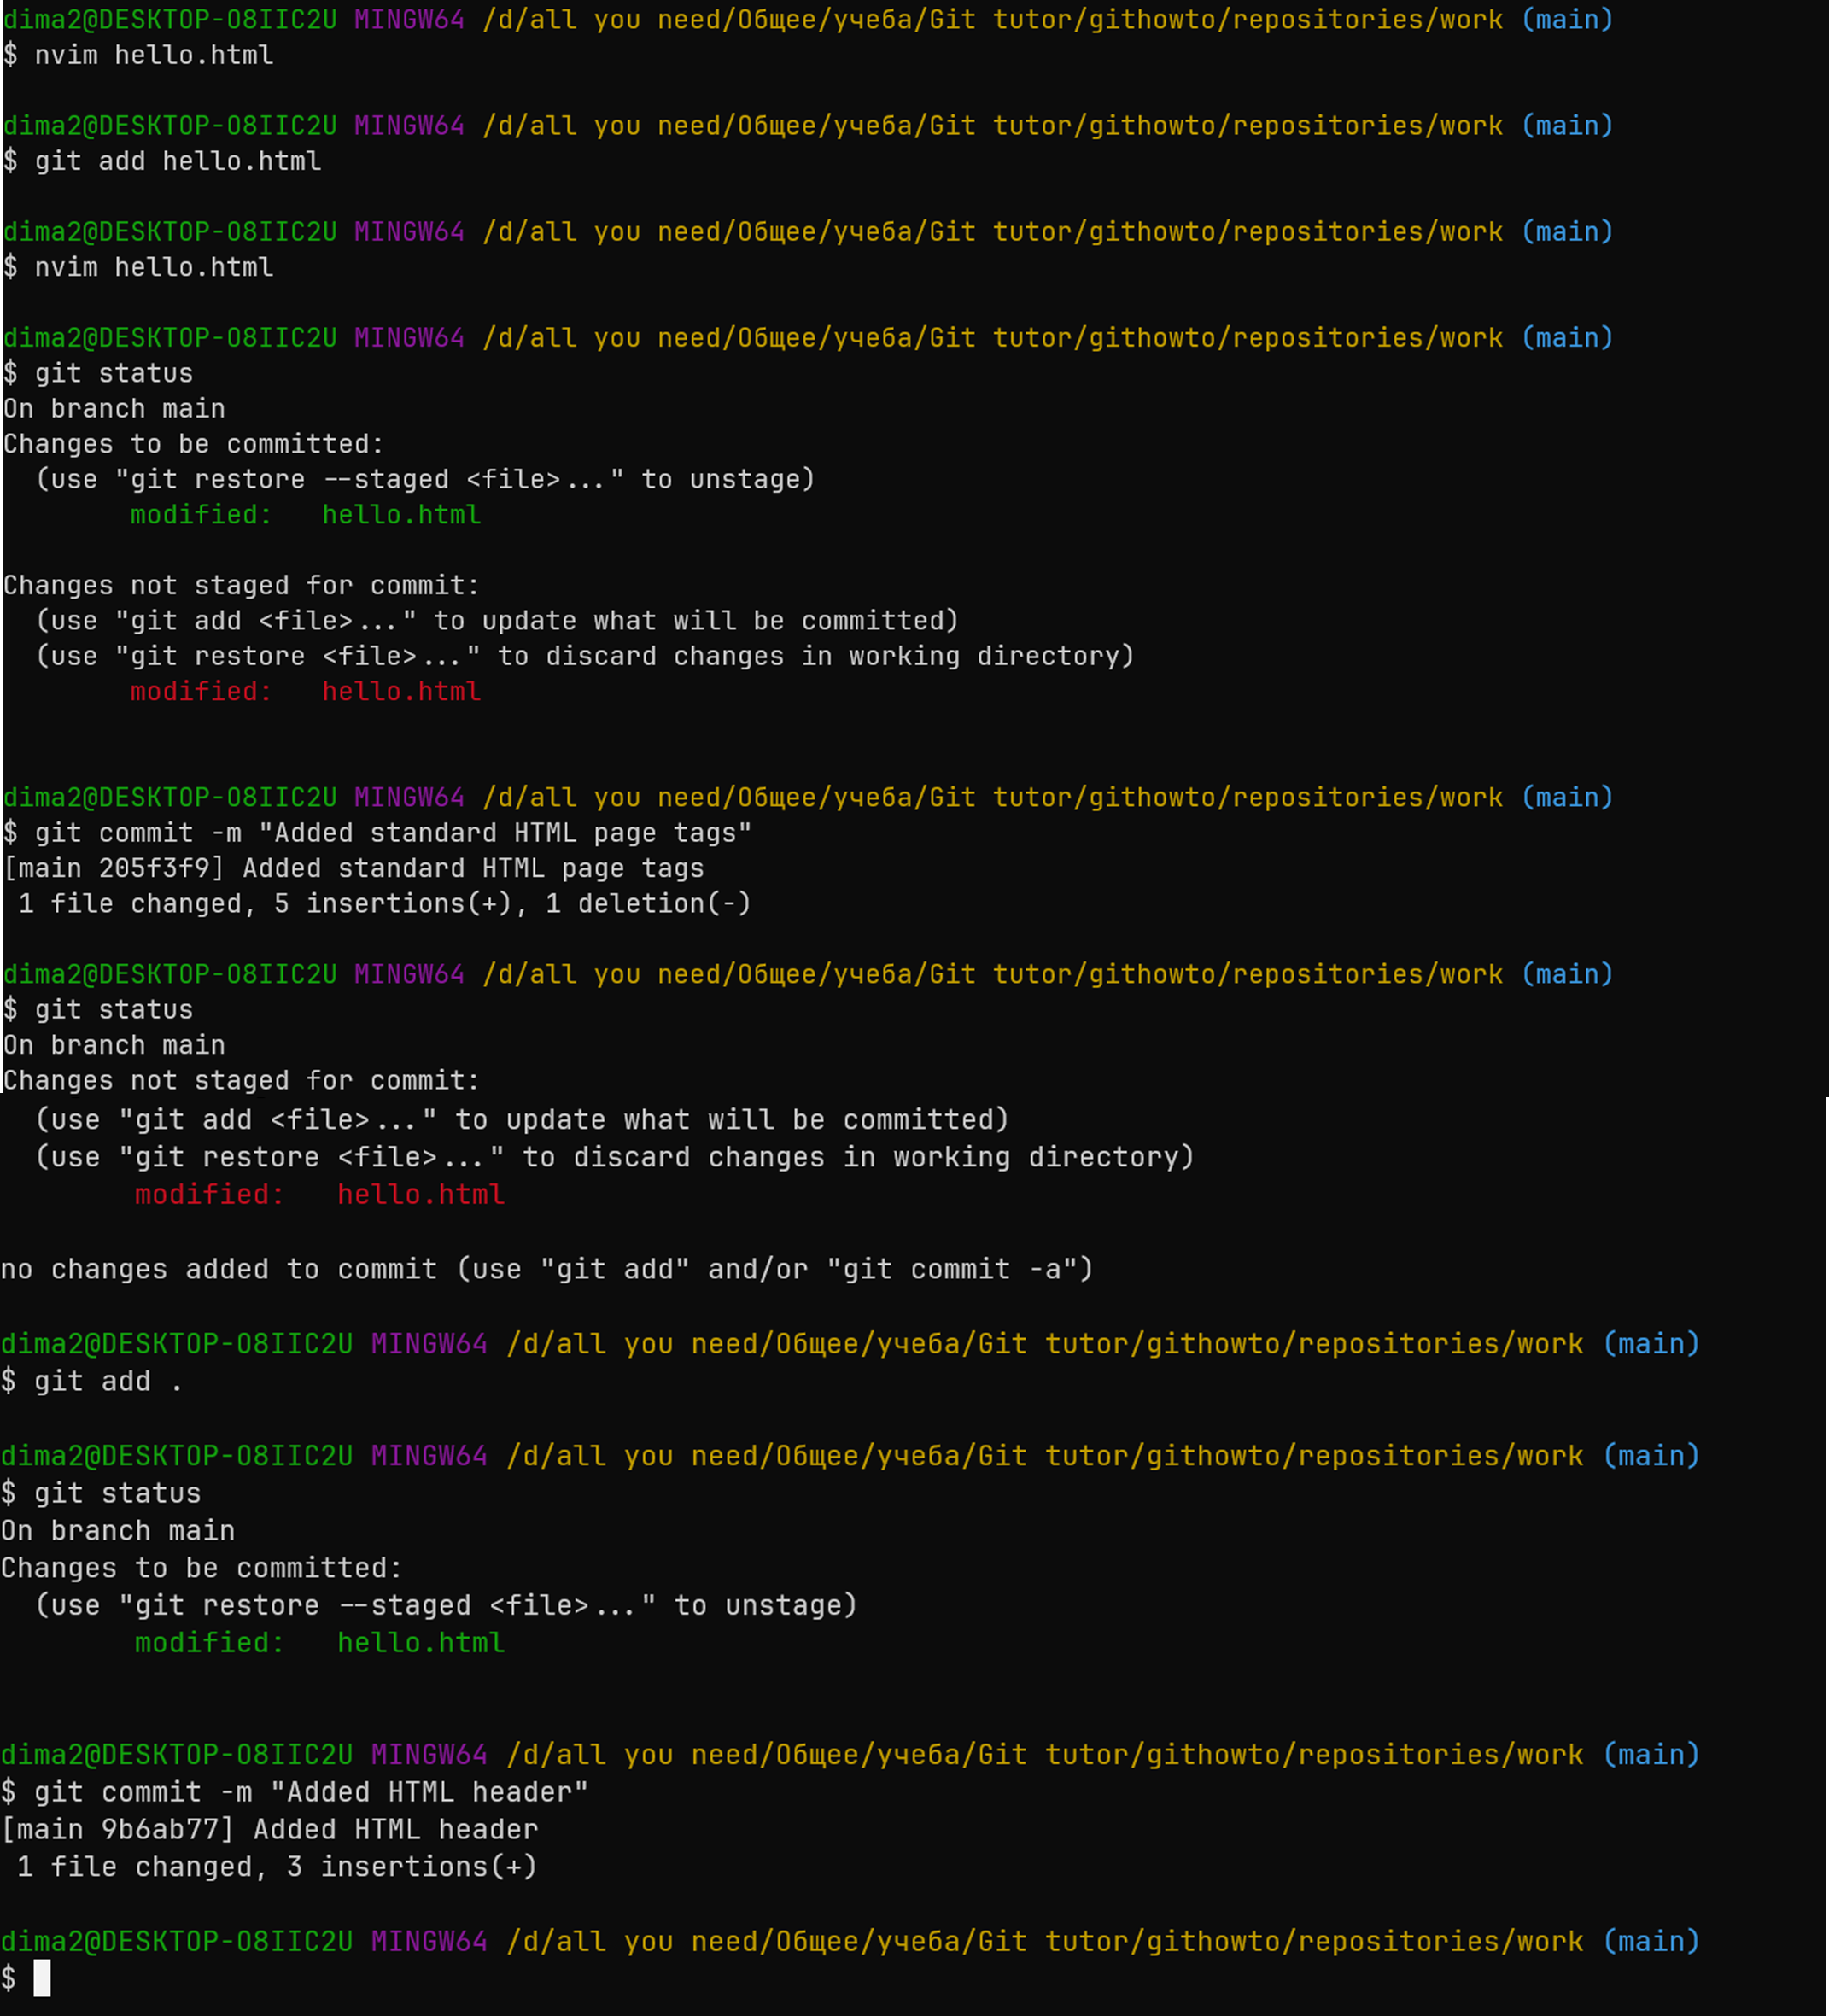 dima2@DESKTOP-O8IIC2U MINGW64 /d/all you need/Общее/учеба/Git tutor/githowto/repositories/work (main)
$ nvim hello.html
dima2@DESKTOP-O8IIC2U MINGW64 /d/all you need/Общее/учеба/Git tutor/githowto/repositories/work (main)
$ git add hello.html
dima2@DESKTOP-O8IIC2U MINGW64 /d/all you need/Общее/учеба/Git tutor/githowto/repositories/work (main)
$ nvim hello.html
dima2@DESKTOP-O8IIC2U MINGW64 /d/all you need/Общее/учеба/Git tutor/githowto/repositories/work (main)
$ git status
On branch main
Changes to be committed:
  (use "git restore --staged <file>..." to unstage)
        modified:   hello.html
Changes not staged for commit:
  (use "git add <file>..." to update what will be committed)
  (use "git restore <file>..." to discard changes in working directory)
        modified:   hello.html
dima2@DESKTOP-O8IIC2U MINGW64 /d/all you need/Общее/учеба/Git tutor/githowto/repositories/work (main)
$ git commit -m "Added standard HTML page tags"
[main 205f3f9] Added standard HTML page tags
 1 file changed, 5 insertions(+), 1 deletion(-)
dima2@DESKTOP-O8IIC2U MINGW64 /d/all you need/Общее/учеба/Git tutor/githowto/repositories/work (main)
$ git status
On branch main
Changes not staged for commit:
  (use "git add <file>..." to update what will be committed)
  (use "git restore <file>..." to discard changes in working directory)
        modified:   hello.html
no changes added to commit (use "git add" and/or "git commit -a")
dima2@DESKTOP-O8IIC2U MINGW64 /d/all you need/Общее/учеба/Git tutor/githowto/repositories/work (main)
$ git add .
dima2@DESKTOP-O8IIC2U MINGW64 /d/all you need/Общее/учеба/Git tutor/githowto/repositories/work (main)
$ git status
On branch main
Changes to be committed:
  (use "git restore --staged <file>..." to unstage)
        modified:   hello.html
dima2@DESKTOP-O8IIC2U MINGW64 /d/all you need/Общее/учеба/Git tutor/githowto/repositories/work (main)
$ git commit -m "Added HTML header"
[main 9b6ab77] Added HTML header
 1 file changed, 3 insertions(+)
dima2@DESKTOP-O8IIC2U MINGW64 /d/all you need/Общее/учеба/Git tutor/githowto/repositories/work (main)
$